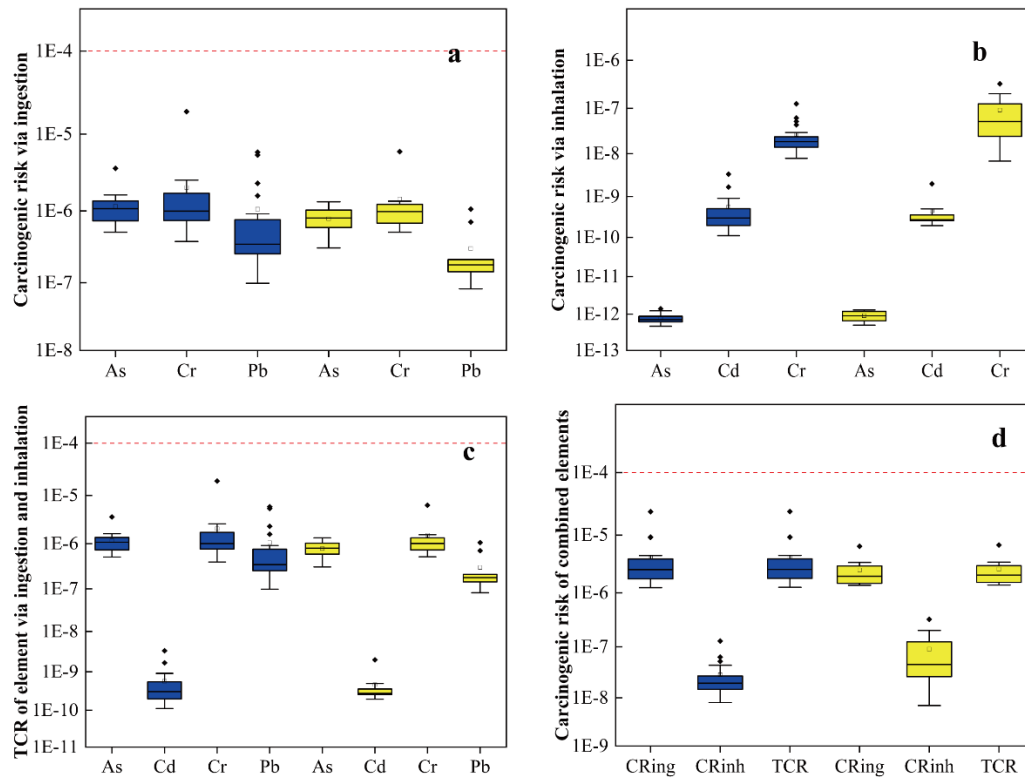 Carcinogenic risk via ingestion
a
1E-4
1E-5
1E-6
1E-7
1E-8
As Cr Pb As Cr Pb
Carcinogenic risk via inhalation
b
1E-6
1E-7
1E-8
1E-9
1E-10
1E-11
1E-12
1E-13
As Cd Cr As Cd Cr
TCR of element via ingestion and inhalation
c
1E-4
1E-5
1E-6
1E-7
1E-8
1E-9
1E-10
1E-11
As Cd Cr Pb As Cd Cr Pb
Carcinogenic risk of combined elements
d
1E-4
1E-5
1E-6
1E-7
1E-8
1E-9
CRing CRinh TCR CRing CRinh TCR